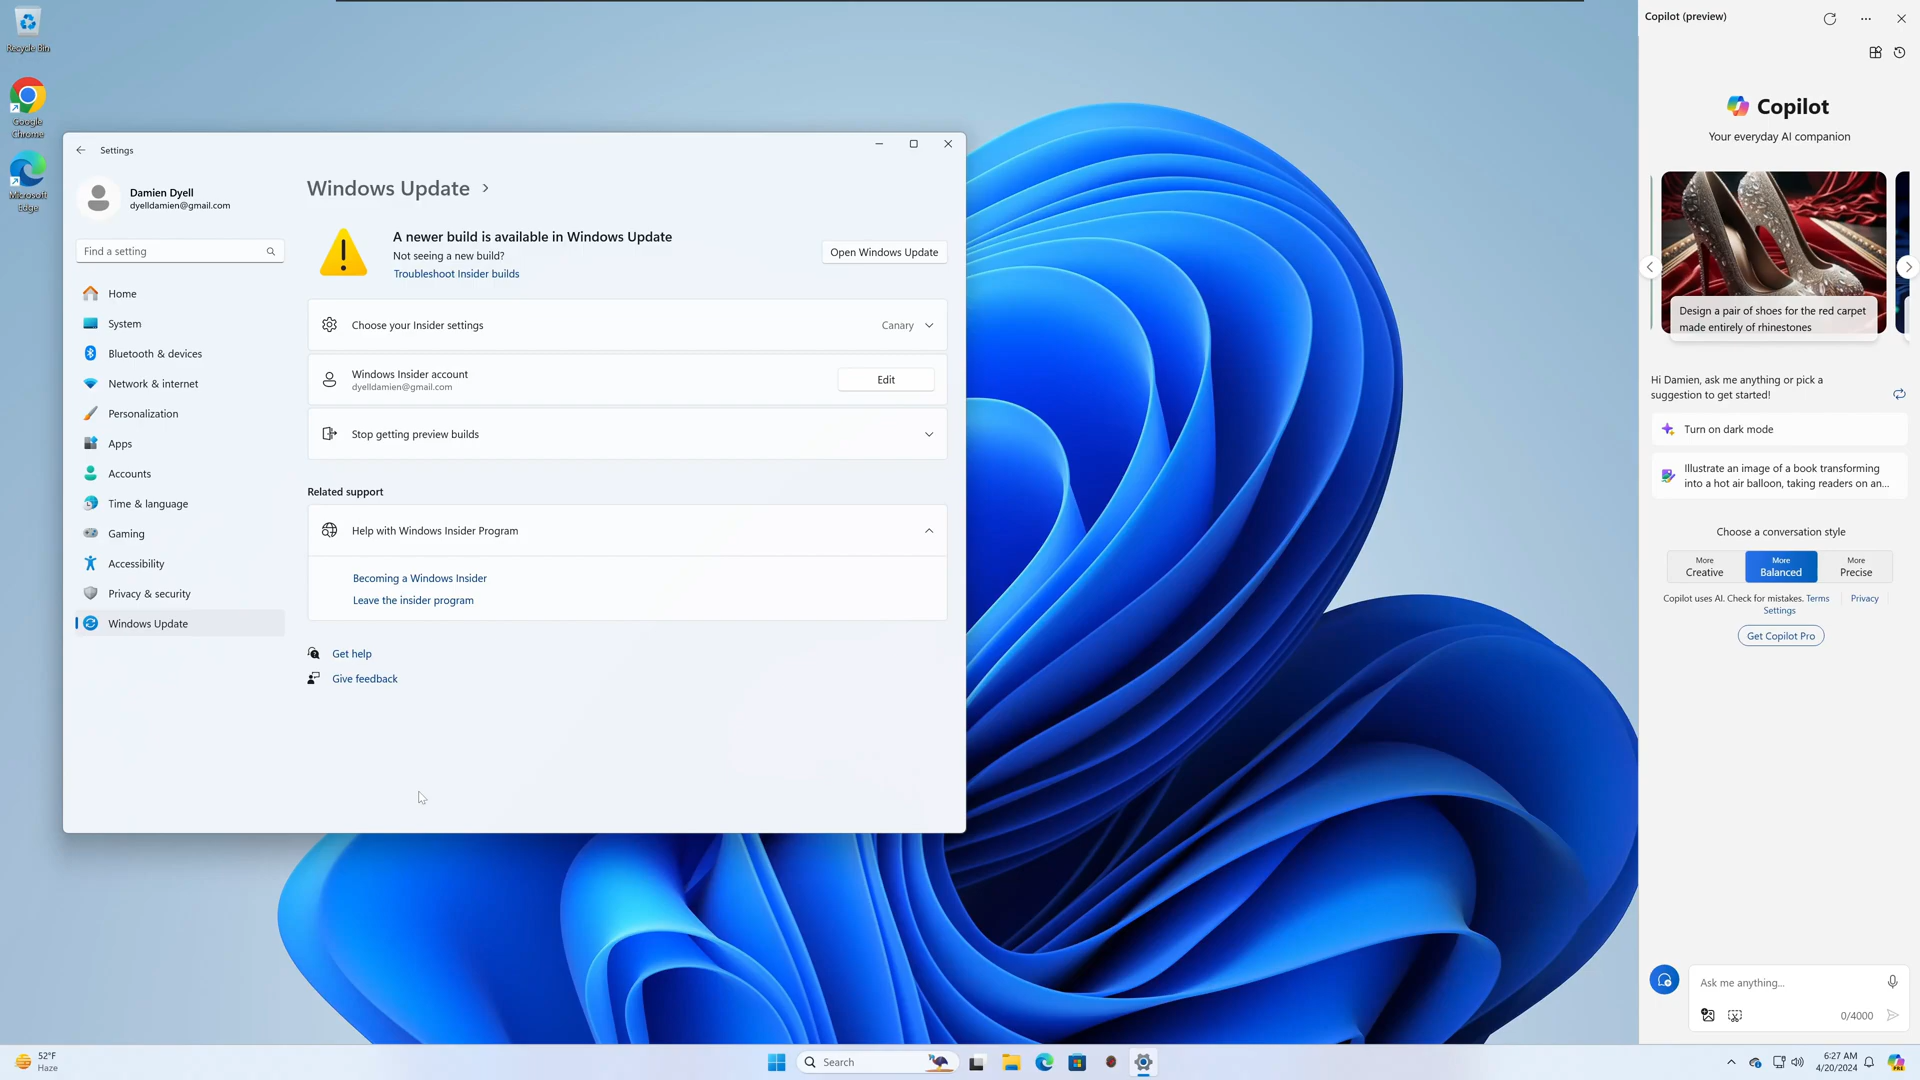 Recycle Bin
Google
Chrome
Microsoft
Edge
Settings
Damien Dyell
dyelldamien@gmail.com
Find a setting
Home
System
Bluetooth & devices
Network & internet
Personalization
Apps
Accounts
Time & language
Gaming
Accessibility
Privacy & security
Windows Update
Windows Update
A newer build is available in Windows Update
Not seeing a new build?
Troubleshoot Insider builds
Open Windows Update
Choose your Insider settings
Canary
Windows Insider account
dyelldamien@gmail.com
Edit
Stop getting preview builds
Related support
Help with Windows Insider Program
Becoming a Windows Insider
Leave the insider program
Get help
Give feedback
Copilot (preview)
Copilot
Your everyday AI companion
Design a pair of shoes for the red carpet
made entirely of rhinestones
Hi Damien, ask me anything or pick a
suggestion to get started!
Turn on dark mode
Illustrate an image of a book transforming
into a hot air balloon, taking readers on an...
Choose a conversation style
More
Creative
More
Balanced
More
Precise
Copilot uses AI. Check for mistakes. Terms Privacy
Settings
Get Copilot Pro
Ask me anything...
0/4000
52°F
Haze
Search
6:27 AM
4/20/2024
PRE